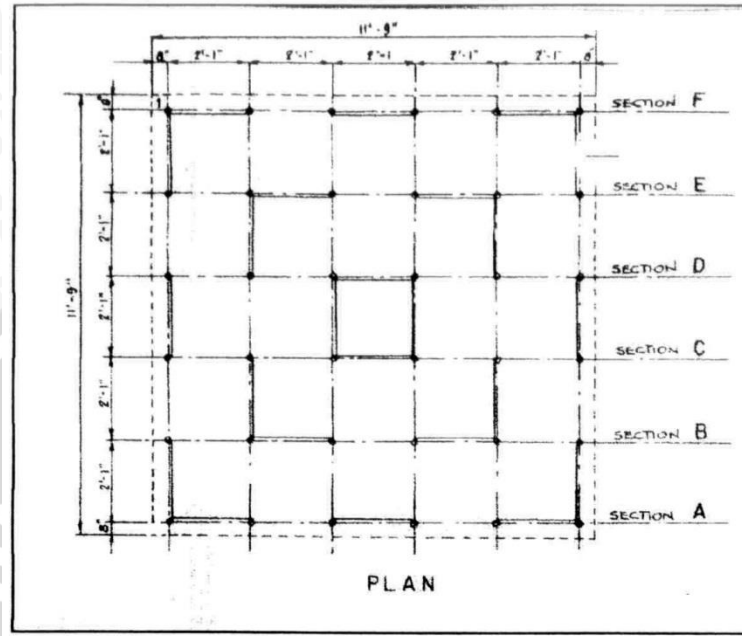 11'-9"
8" 2'-1" 2'-1" 2'-1" 2'-1" 2'-1" 8"
8"
1
SECTION F
2'-1"
SECTION E
2'-1"
SECTION D
11'-9"
2'-1"
SECTION C
2'-1"
SECTION B
2'-1"
SECTION A
8"
PLAN